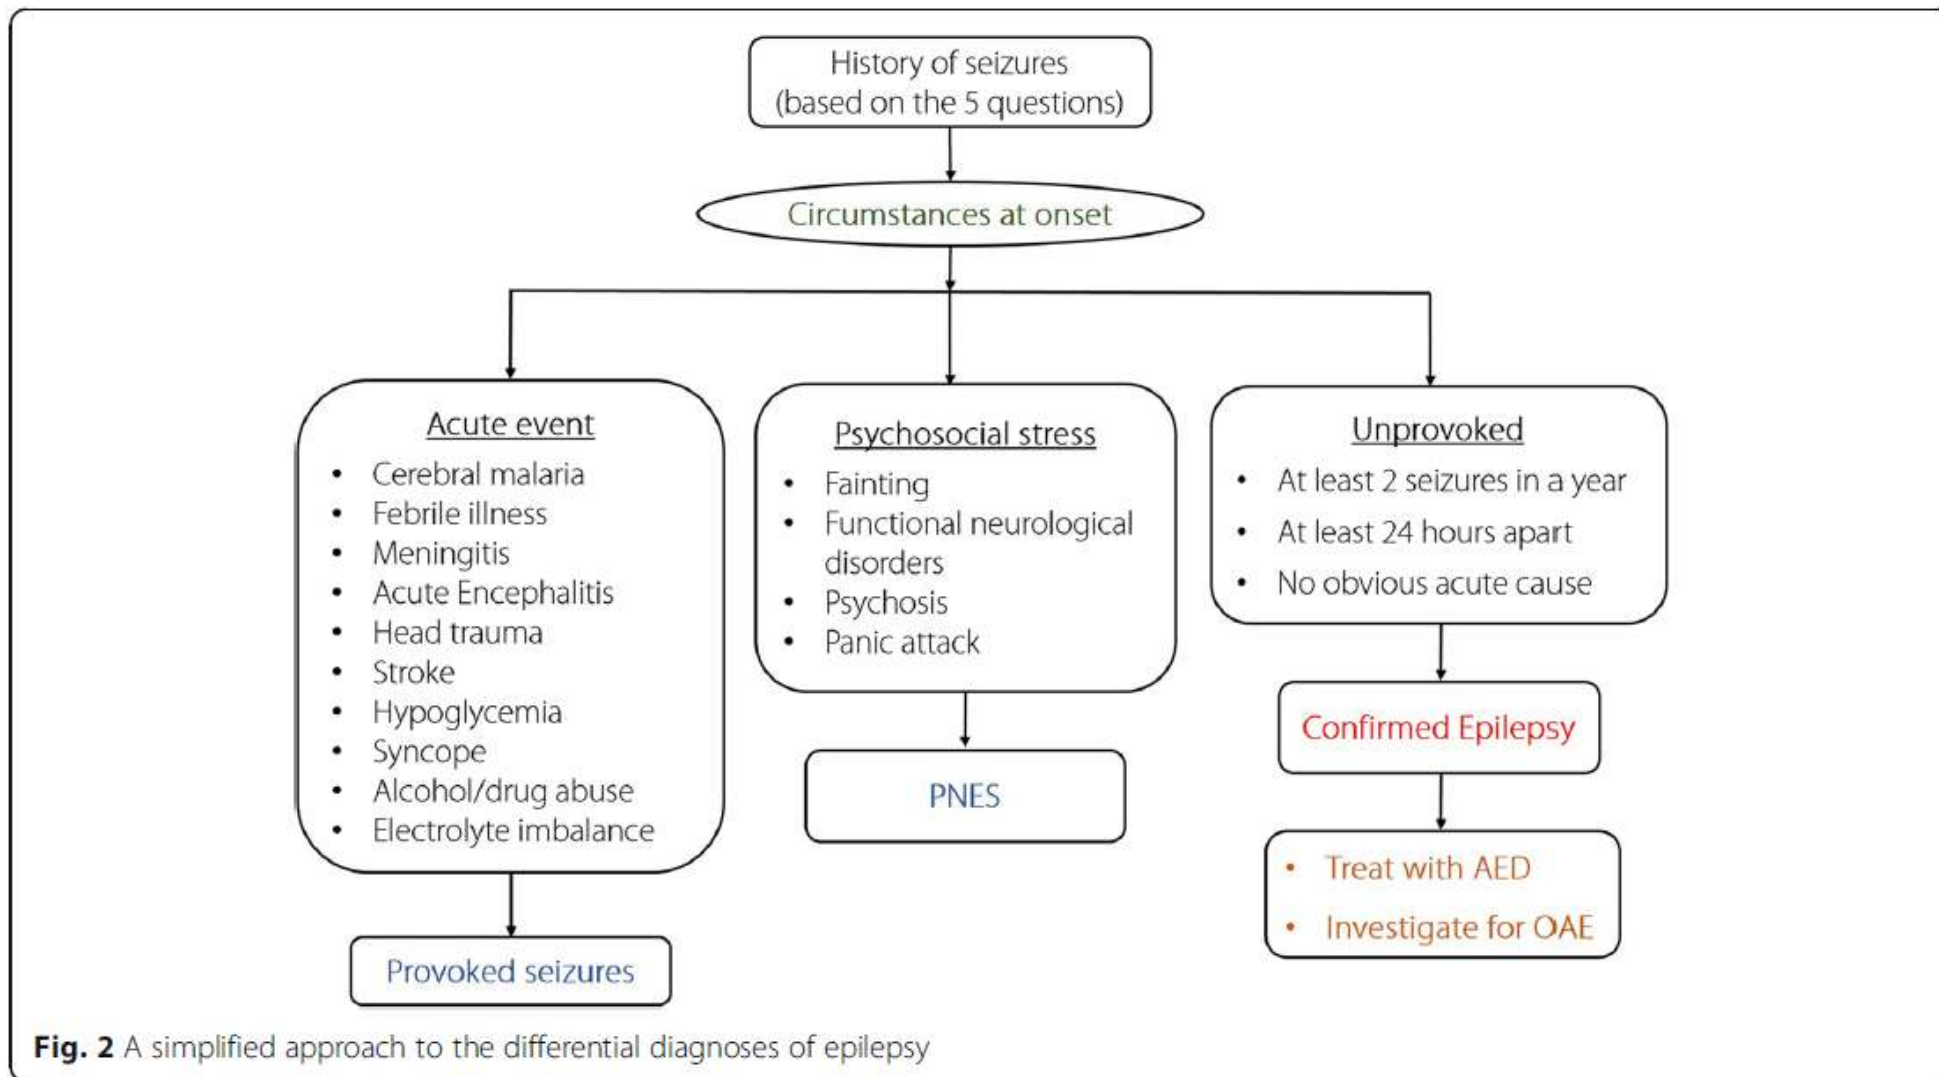 History of seizures
(based on the 5 questions)
Circumstances at onset
Acute event
• Cerebral malaria
• Febrile illness
• Meningitis
• Acute Encephalitis
• Head trauma
• Stroke
• Hypoglycemia
• Syncope
• Alcohol/drug abuse
• Electrolyte imbalance
Provoked seizures
Psychosocial stress
• Fainting
• Functional neurological
disorders
• Psychosis
• Panic attack
PNES
Unprovoked
• At least 2 seizures in a year
• At least 24 hours apart
• No obvious acute cause
Confirmed Epilepsy
• Treat with AED
• Investigate for OAE
Fig. 2 A simplified approach to the differential diagnoses of epilepsy